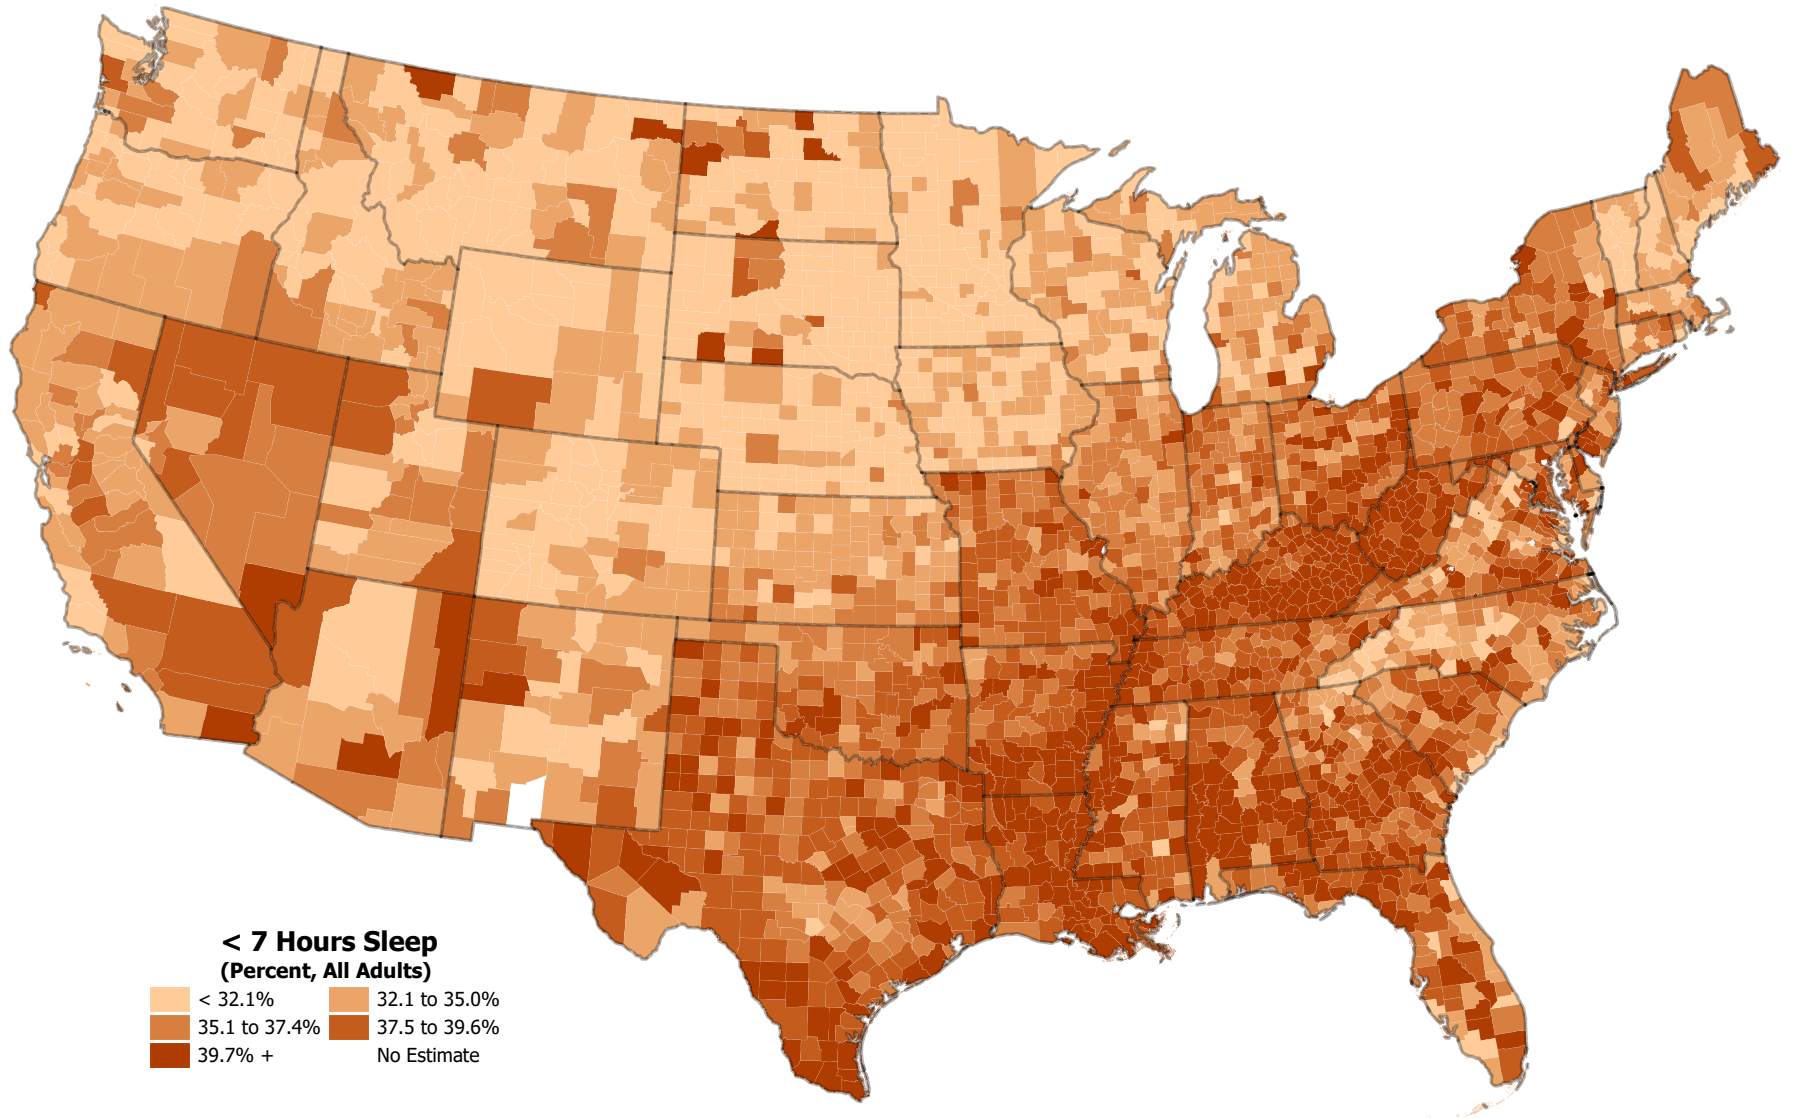 < 7 Hours Sleep
(Percent, All Adults)
< 32.1% 32.1 to 35.0%
35.1 to 37.4% 37.5 to 39.6%
39.7% + No Estimate